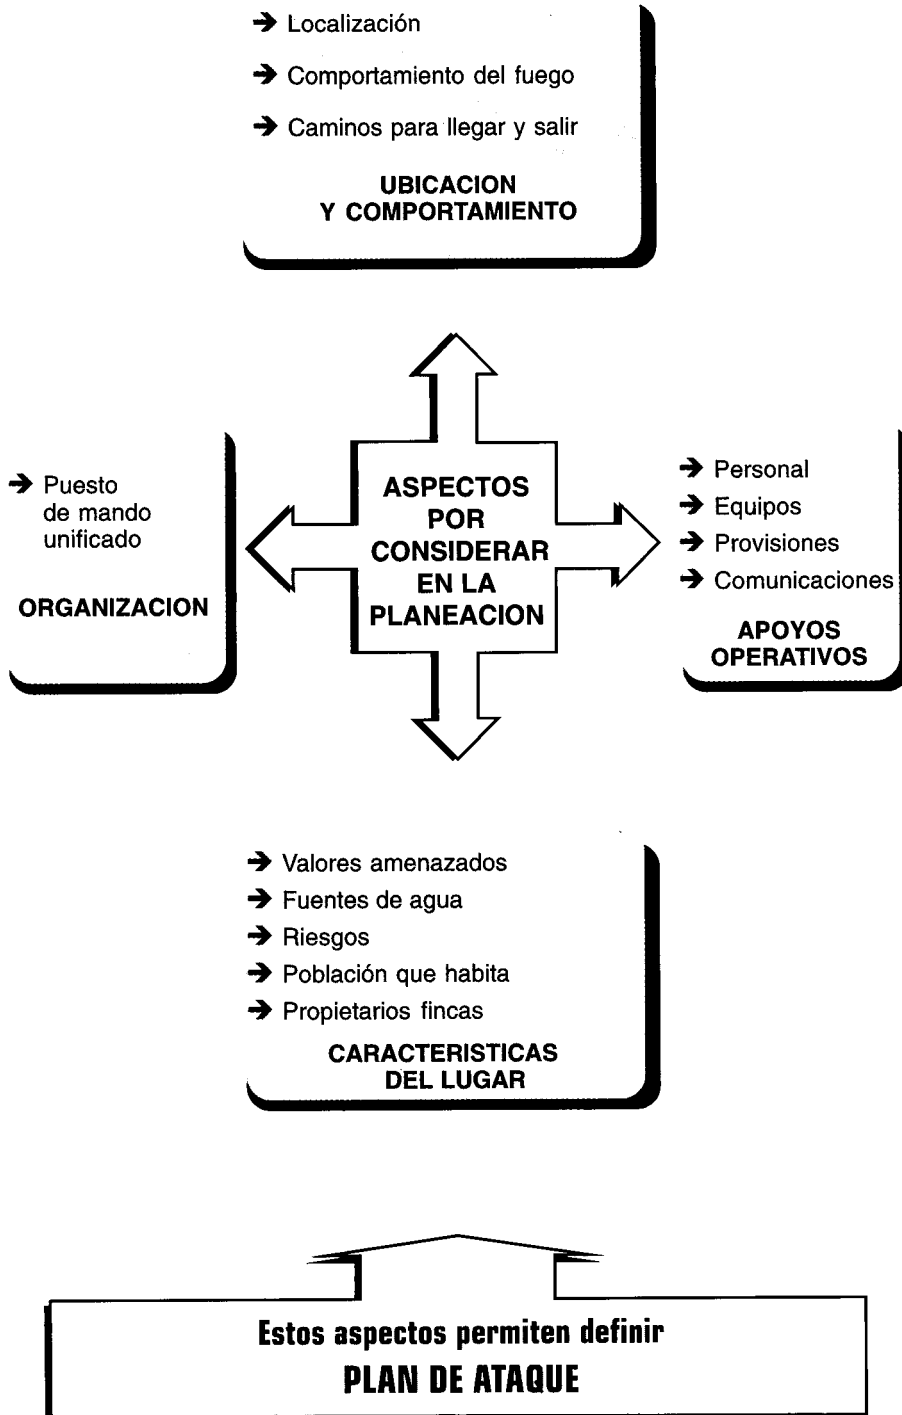 ➔ Localización
➔ Comportamiento del fuego
➔ Caminos para llegar y salir
UBICACION
Y COMPORTAMIENTO
➔ Puesto
de mando
unificado
ORGANIZACION
ASPECTOS
POR
CONSIDERAR
EN LA
PLANEACION
➔ Personal
➔ Equipos
➔ Provisiones
➔ Comunicaciones
APOYOS
OPERATIVOS
➔ Valores amenazados
➔ Fuentes de agua
➔ Riesgos
➔ Población que habita
➔ Propietarios fincas
CARACTERISTICAS
DEL LUGAR
Estos aspectos permiten definir
PLAN DE ATAQUE